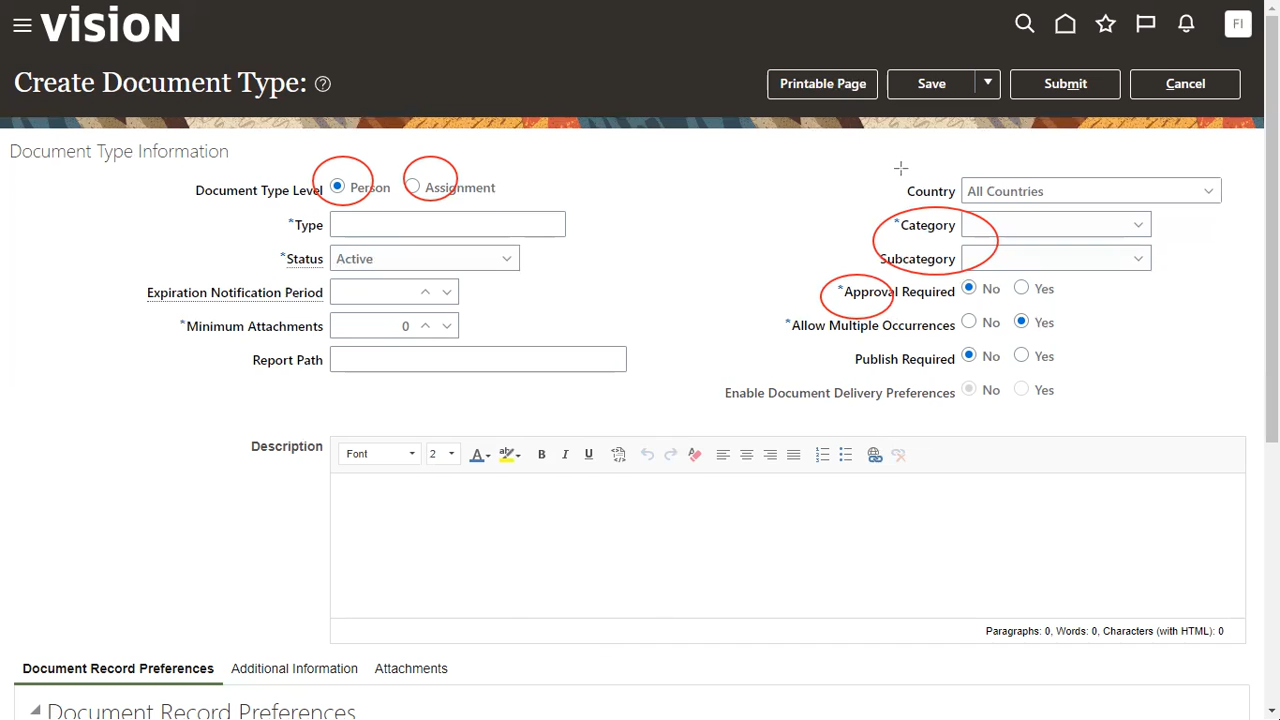 VISION
FI
Create Document Type:
Printable Page
Save
Submit
Cancel
Document Type Information
Document Type Level
Person
Assignment
*Type
*Status
Active
Expiration Notification Period
*Minimum Attachments
0
Report Path
Country
All Countries
*Category
Subcategory
*Approval Required
No
Yes
*Allow Multiple Occurrences
No
Yes
Publish Required
No
Yes
Enable Document Delivery Preferences
No
Yes
Description
Font
2
Paragraphs: 0, Words: 0, Characters (with HTML): 0
Document Record Preferences
Additional Information
Attachments
Document Record Preferences